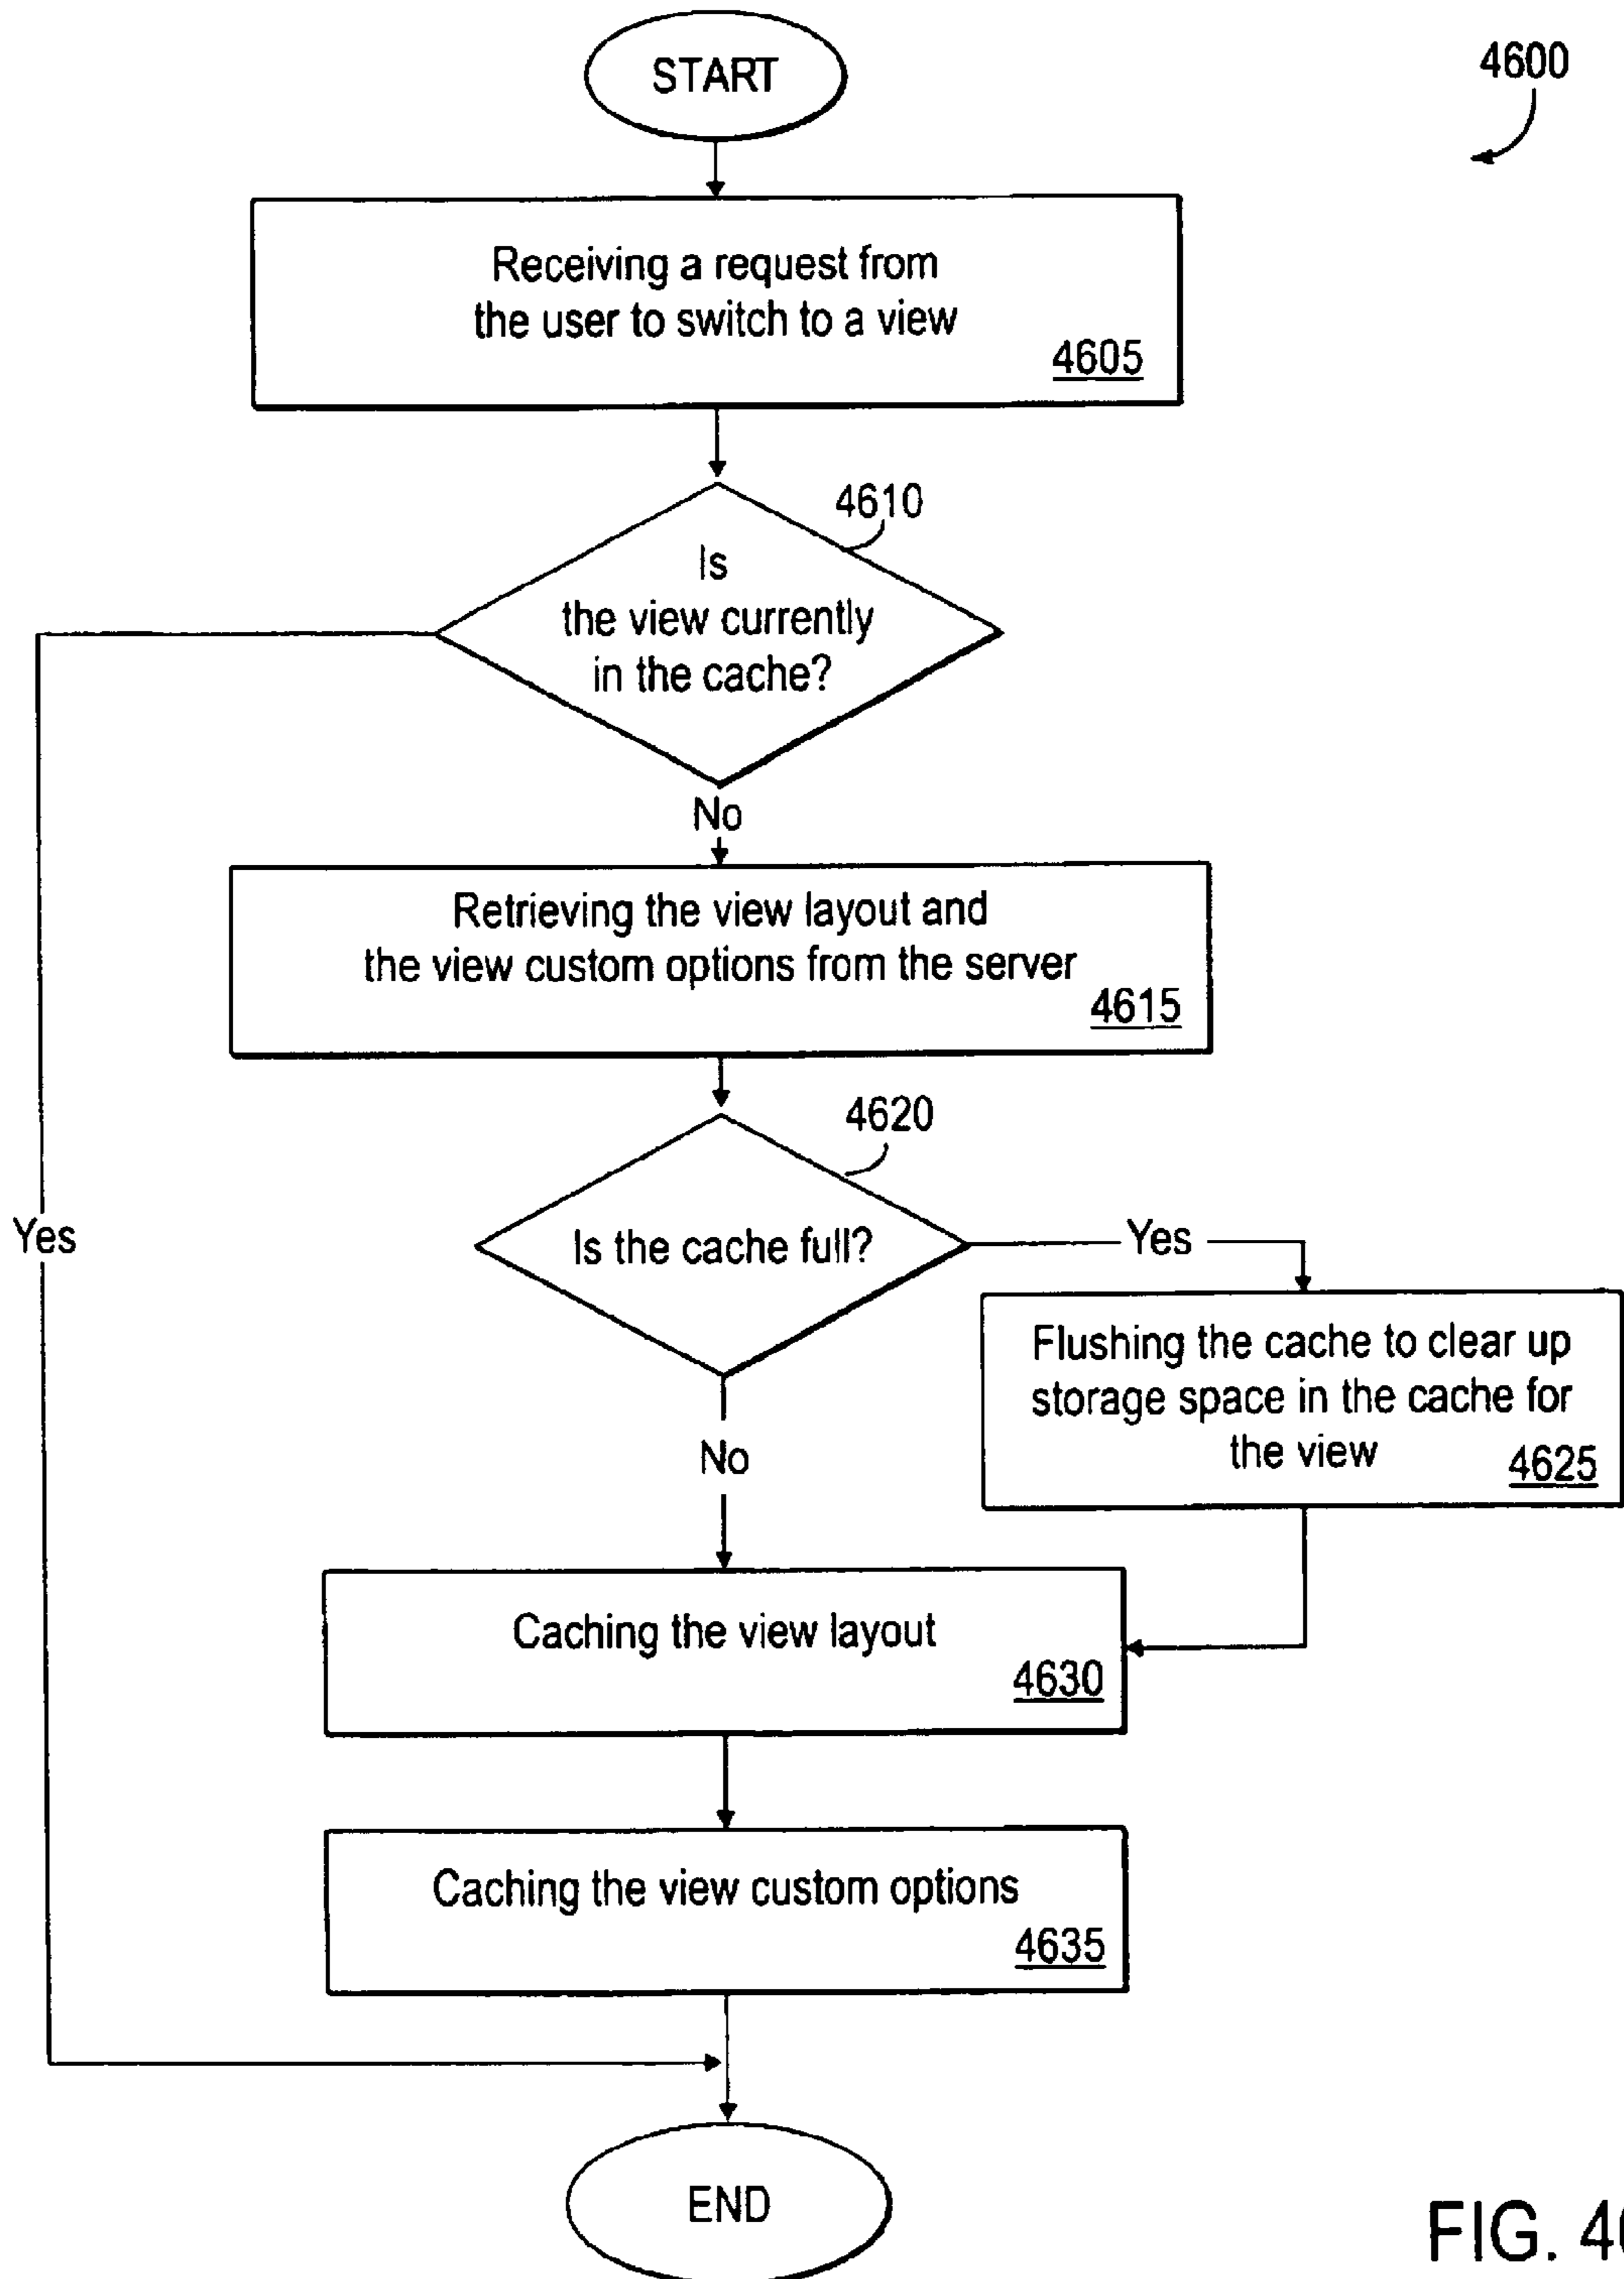 START
4600
Receiving a request from
the user to switch to a view
4605
4610
Is
the view currently
in the cache?
No
Retrieving the view layout and
the view custom options from the server
4615
4620
Yes
Is the cache full?
Yes
Flushing the cache to clear up
storage space in the cache for
the view
4625
No
Caching the view layout
4630
Caching the view custom options
4635
END
FIG.